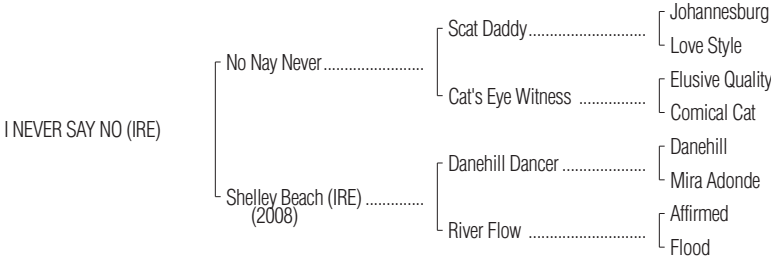 Johannesburg
Scat Daddy..............................
Love Style
No Nay Never..........................
Elusive Quality
Cat's Eye Witness .................
Comical Cat
I NEVER SAY NO (IRE)
Danehill
Danehill Dancer ......................
Mira Adonde
Shelley Beach (IRE) ...............
(2008)
Affirmed
River Flow ..............................
Flood